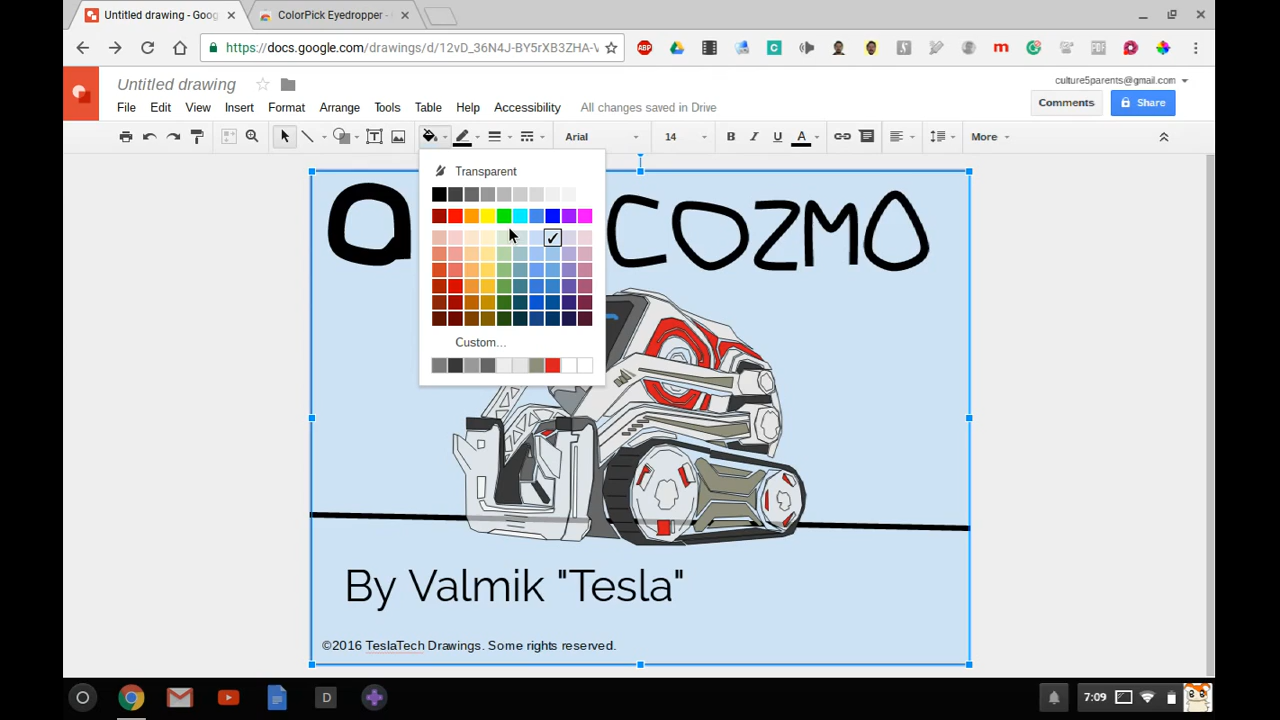 Untitled drawing - Goog
ColorPick Eyedropper -
https://docs.google.com/drawings/d/12vD_36N4J-BY5rXB3ZHA-V
Untitled drawing
culture5parents@gmail.com
File Edit View Insert Format Arrange Tools Table Help Accessibility All changes saved in Drive
Comments Share
Arial 14 B I U A More
Transparent
COZMO
Custom...
By Valmik "Tesla"
©2016 TeslaTech Drawings. Some rights reserved.
7:09